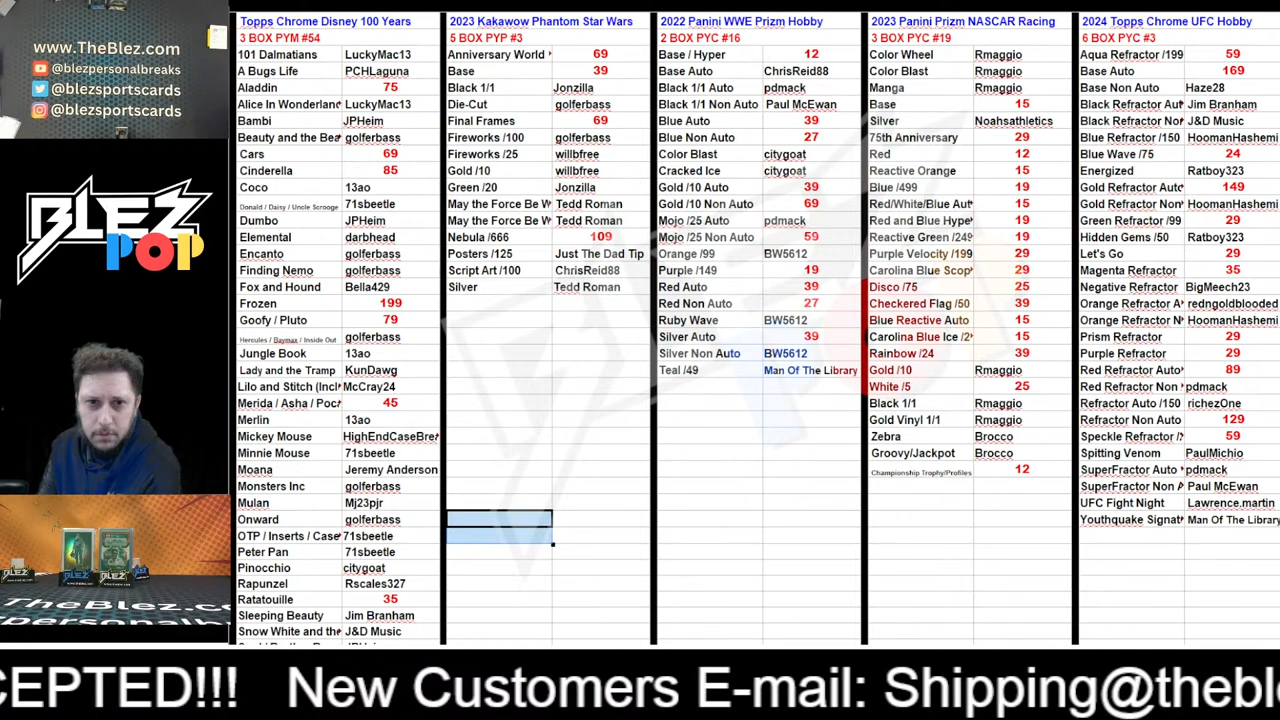 www.TheBlez.com
@blezpersonalbreaks
@blezsportscards
BLEZ
POP
BLEZ BLEZ
TheBlez.co
Topps Chrome Disney 100 Years
3 BOX PYM #54
101 Dalmatians LuckyMac13
A Bugs Life PCHLaguna
Aladdin 75
Alice In Wonderlan LuckyMac13
Bambi JPHeim
Beauty and the Bea golferbass
Cars 69
Cinderella 85
Coco 13ao
Donald / Daisy / Uncle Scrooge 71sbeetle
Dumbo JPHeim
Elemental darbhead
Encanto golferbass
Finding Nemo golferbass
Fox and Hound Bella429
Frozen 199
Goofy / Pluto 79
Hercules / Baymax / Inside Out golferbass
Jungle Book 13ao
Lady and the Tramp KunDawg
Lilo and Stitch (Incl McCray24
Merida / Asha / Poc 45
Merlin 13ao
Mickey Mouse HighEndCaseBre
Minnie Mouse 71sbeetle
Moana Jeremy Anderson
Monsters Inc golferbass
Mulan Mj23pjr
Onward golferbass
OTP / Inserts / Case 71sbeetle
Peter Pan 71sbeetle
Pinocchio citygoat
Rapunzel Rscales327
Ratatouille 35
Sleeping Beauty Jim Branham
Snow White and the J&D Music
2023 Kakawow Phantom Star Wars
5 BOX PYP #3
Anniversary World 69
Base 39
Black 1/1 Jonzilla
Die-Cut golferbass
Final Frames 69
Fireworks /100 golferbass
Fireworks /25 willbfree
Gold /10 willbfree
Green /20 Jonzilla
May the Force Be W Tedd Roman
May the Force Be W Tedd Roman
Nebula /666 109
Posters /125 Just The Dad Tip
Script Art /100 ChrisReid88
Silver Tedd Roman
2022 Panini WWE Prizm Hobby
2 BOX PYC #16
Base / Hyper 12
Base Auto ChrisReid88
Black 1/1 Auto pdmack
Black 1/1 Non Auto Paul McEwan
Blue Auto 39
Blue Non Auto 27
Color Blast citygoat
Cracked Ice citygoat
Gold /10 Auto 39
Gold /10 Non Auto 69
Mojo /25 Auto pdmack
Mojo /25 Non Auto 59
Orange /99 BW5612
Purple /149 19
Red Auto 39
Red Non Auto 27
Ruby Wave BW5612
Silver Auto 39
Silver Non Auto BW5612
Teal /49 Man Of The Library
2023 Panini Prizm NASCAR Racing
3 BOX PYC #19
Color Wheel Rmaggio
Color Blast Rmaggio
Manga Rmaggio
Base 15
Silver Noahsathletics
75th Anniversary 29
Red 12
Reactive Orange 15
Blue /499 19
Red/White/Blue Aut 15
Red and Blue Hype 19
Reactive Green /249 19
Purple Velocity /199 29
Carolina Blue Scop 29
Disco /75 25
Checkered Flag /50 39
Blue Reactive Auto 15
Carolina Blue Ice /2 15
Rainbow /24 39
Gold /10 Rmaggio
White /5 25
Black 1/1 Rmaggio
Gold Vinyl 1/1 Rmaggio
Zebra Brocco
Groovy/Jackpot Brocco
Championship Trophy/Profiles 12
2024 Topps Chrome UFC Hobby
6 BOX PYC #3
Aqua Refractor /199 59
Base Auto 169
Base Non Auto Haze28
Black Refractor Aut Jim Branham
Black Refractor No J&D Music
Blue Refractor /150 HoomanHashemi
Blue Wave /75 24
Energized Ratboy323
Gold Refractor Aut 149
Gold Refractor Non HoomanHashemi
Green Refractor /99 29
Hidden Gems /50 Ratboy323
Let's Go 29
Magenta Refractor 35
Negative Refractor BigMeech23
Orange Refractor A redngoldblooded
Orange Refractor N HoomanHashemi
Prism Refractor 29
Purple Refractor 29
Red Refractor Auto 89
Red Refractor Non pdmack
Refractor Auto /150 richezOne
Refractor Non Auto 129
Speckle Refractor /2 59
Spitting Venom PaulMichio
SuperFractor Auto pdmack
SuperFractor Non A Paul McEwan
UFC Fight Night Lawrence.martin
Youthquake Signat Man Of The Library
CEPTED!!! New Customers E-mail: Shipping@theble